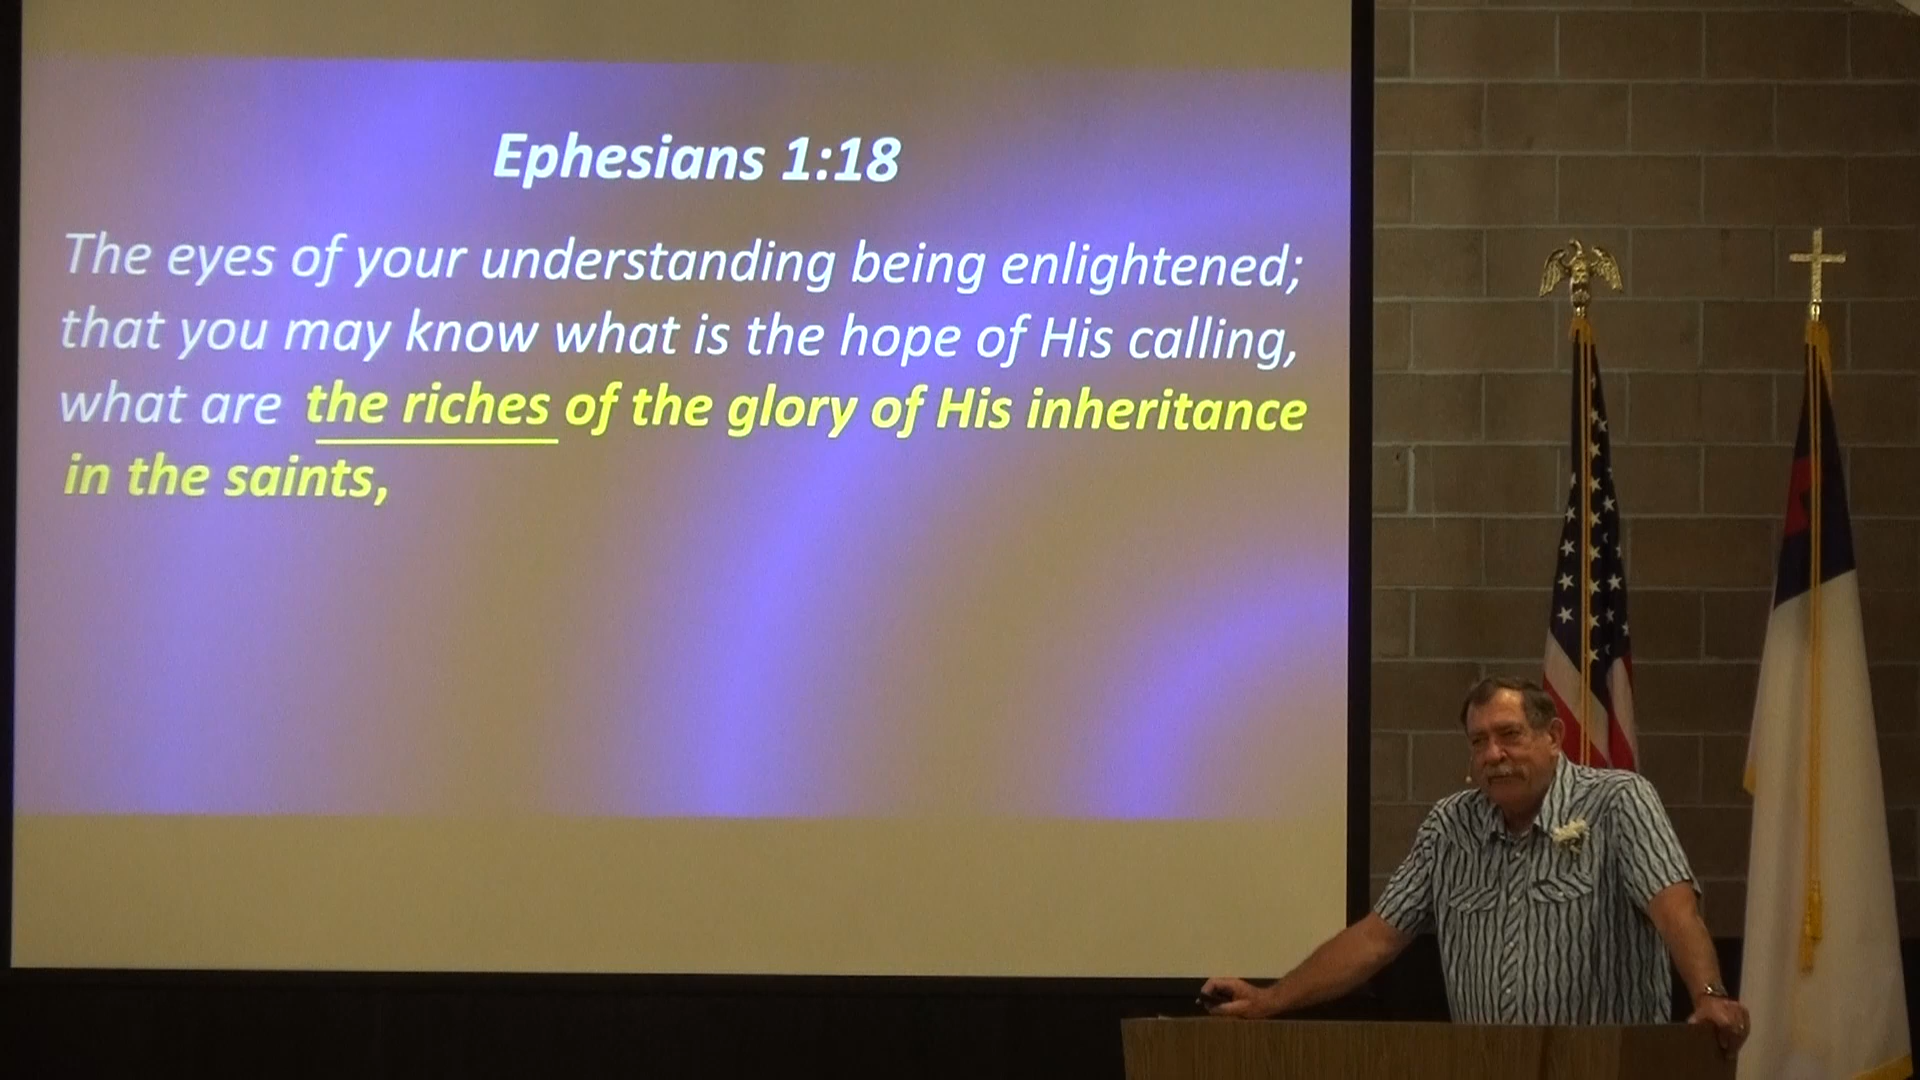 Ephesians 1:18
The eyes of your understanding being enlightened;
that you may know what is the hope of His calling,
what are the riches of the glory of His inheritance
in the saints,